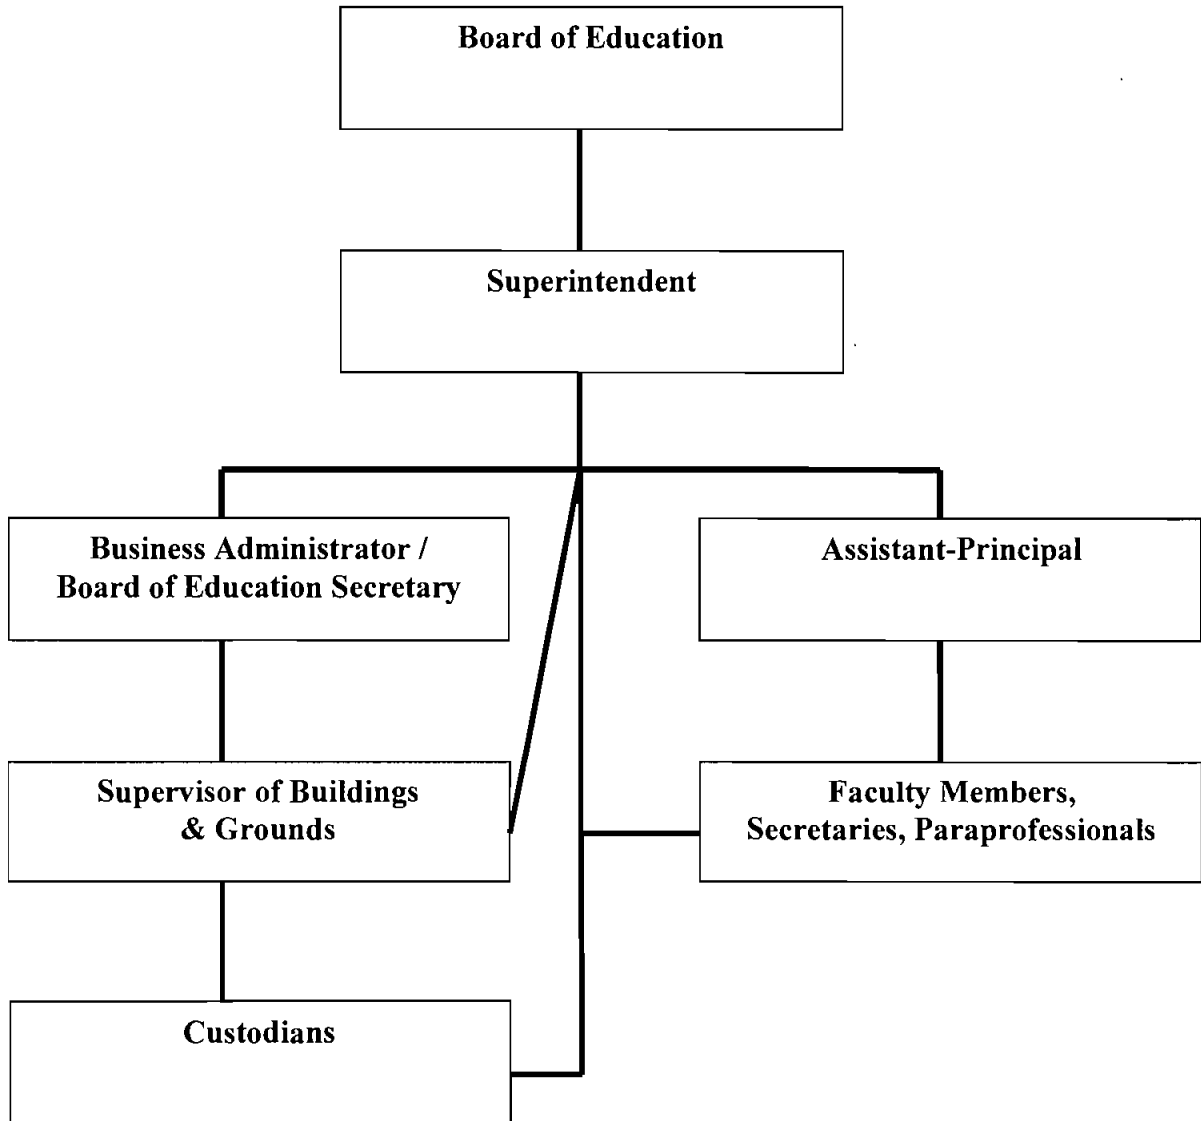 Board of Education
Superintendent
Business Administrator /
Board of Education Secretary
Assistant-Principal
Supervisor of Buildings
& Grounds
Faculty Members,
Secretaries, Paraprofessionals
Custodians